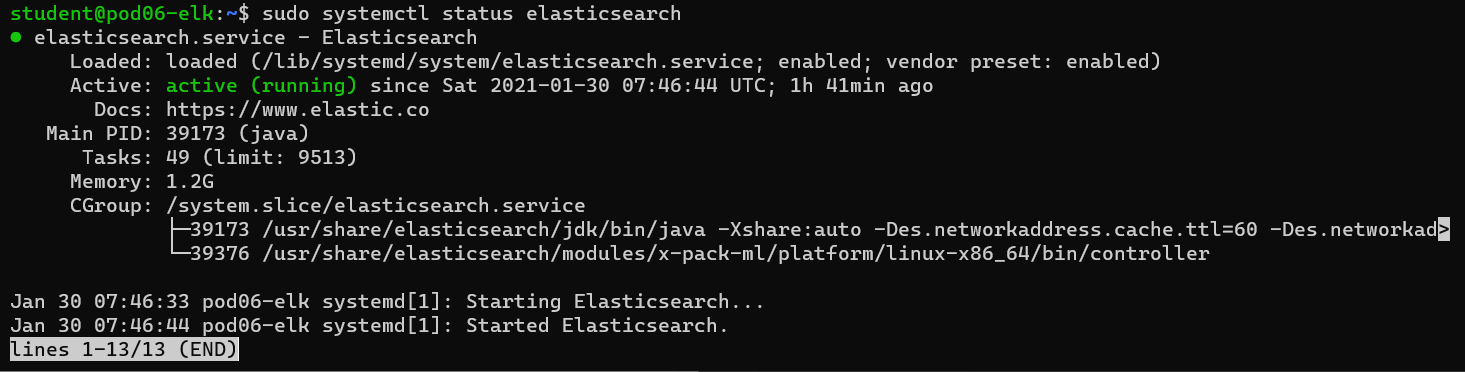 student@pod06-elk:~$ sudo systemctl status elasticsearch
● elasticsearch.service - Elasticsearch
     Loaded: loaded (/lib/systemd/system/elasticsearch.service; enabled; vendor preset: enabled)
     Active: active (running) since Sat 2021-01-30 07:46:44 UTC; 1h 41min ago
       Docs: https://www.elastic.co
   Main PID: 39173 (java)
      Tasks: 49 (limit: 9513)
     Memory: 1.2G
     CGroup: /system.slice/elasticsearch.service
             ├─39173 /usr/share/elasticsearch/jdk/bin/java -Xshare:auto -Des.networkaddress.cache.ttl=60 -Des.networkad>
             └─39376 /usr/share/elasticsearch/modules/x-pack-ml/platform/linux-x86_64/bin/controller

Jan 30 07:46:33 pod06-elk systemd[1]: Starting Elasticsearch...
Jan 30 07:46:44 pod06-elk systemd[1]: Started Elasticsearch.
lines 1-13/13 (END)